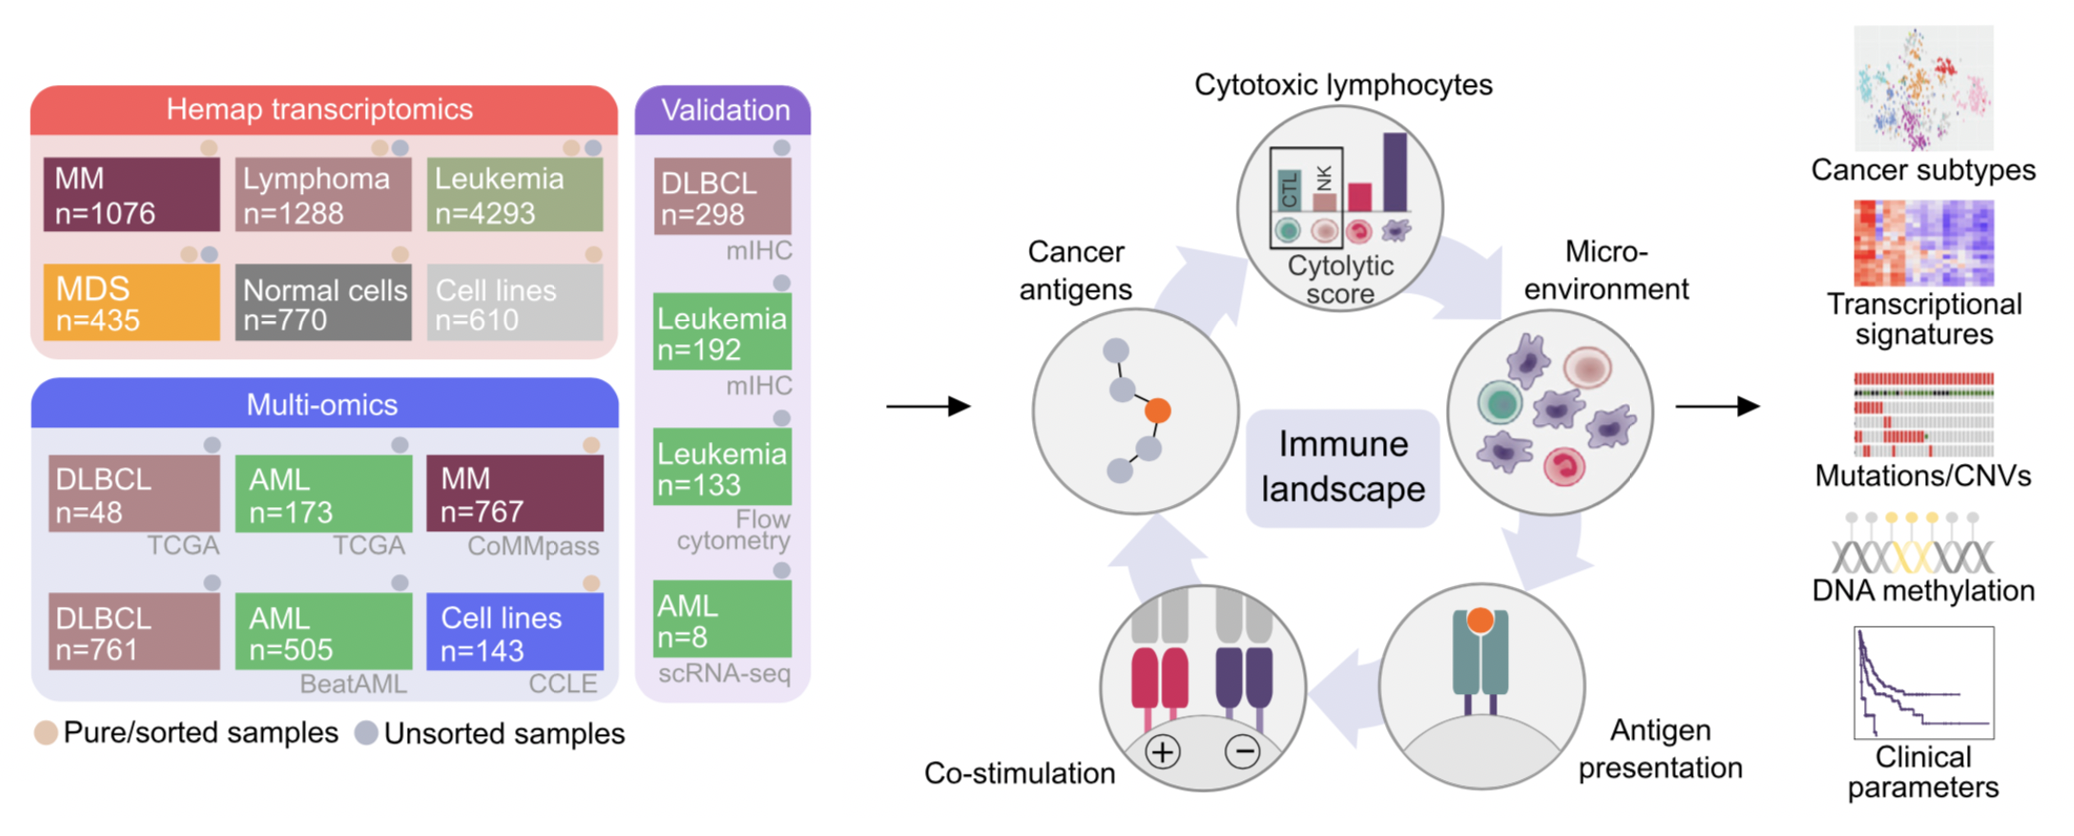 Hemap transcriptomics
MM
n=1076
Lymphoma
n=1288
Leukemia
n=4293
MDS
n=435
Normal cells
n=770
Cell lines
n=610
Multi-omics
DLBCL
n=48
TCGA
AML
n=173
TCGA
MM
n=767
CoMMpass
DLBCL
n=761
AML
n=505
BeatAML
Cell lines
n=143
CCLE
Pure/sorted samples
Unsorted samples
Validation
DLBCL
n=298
mIHC
Leukemia
n=192
mIHC
Leukemia
n=133
Flow
cytometry
AML
n=8
scRNA-seq
Cytotoxic lymphocytes
CTL
NK
Cytolytic
score
Cancer
antigens
Micro-
environment
Immune
landscape
Co-stimulation
+
−
Antigen
presentation
Cancer subtypes
Transcriptional
signatures
Mutations/CNVs
DNA methylation
Clinical
parameters